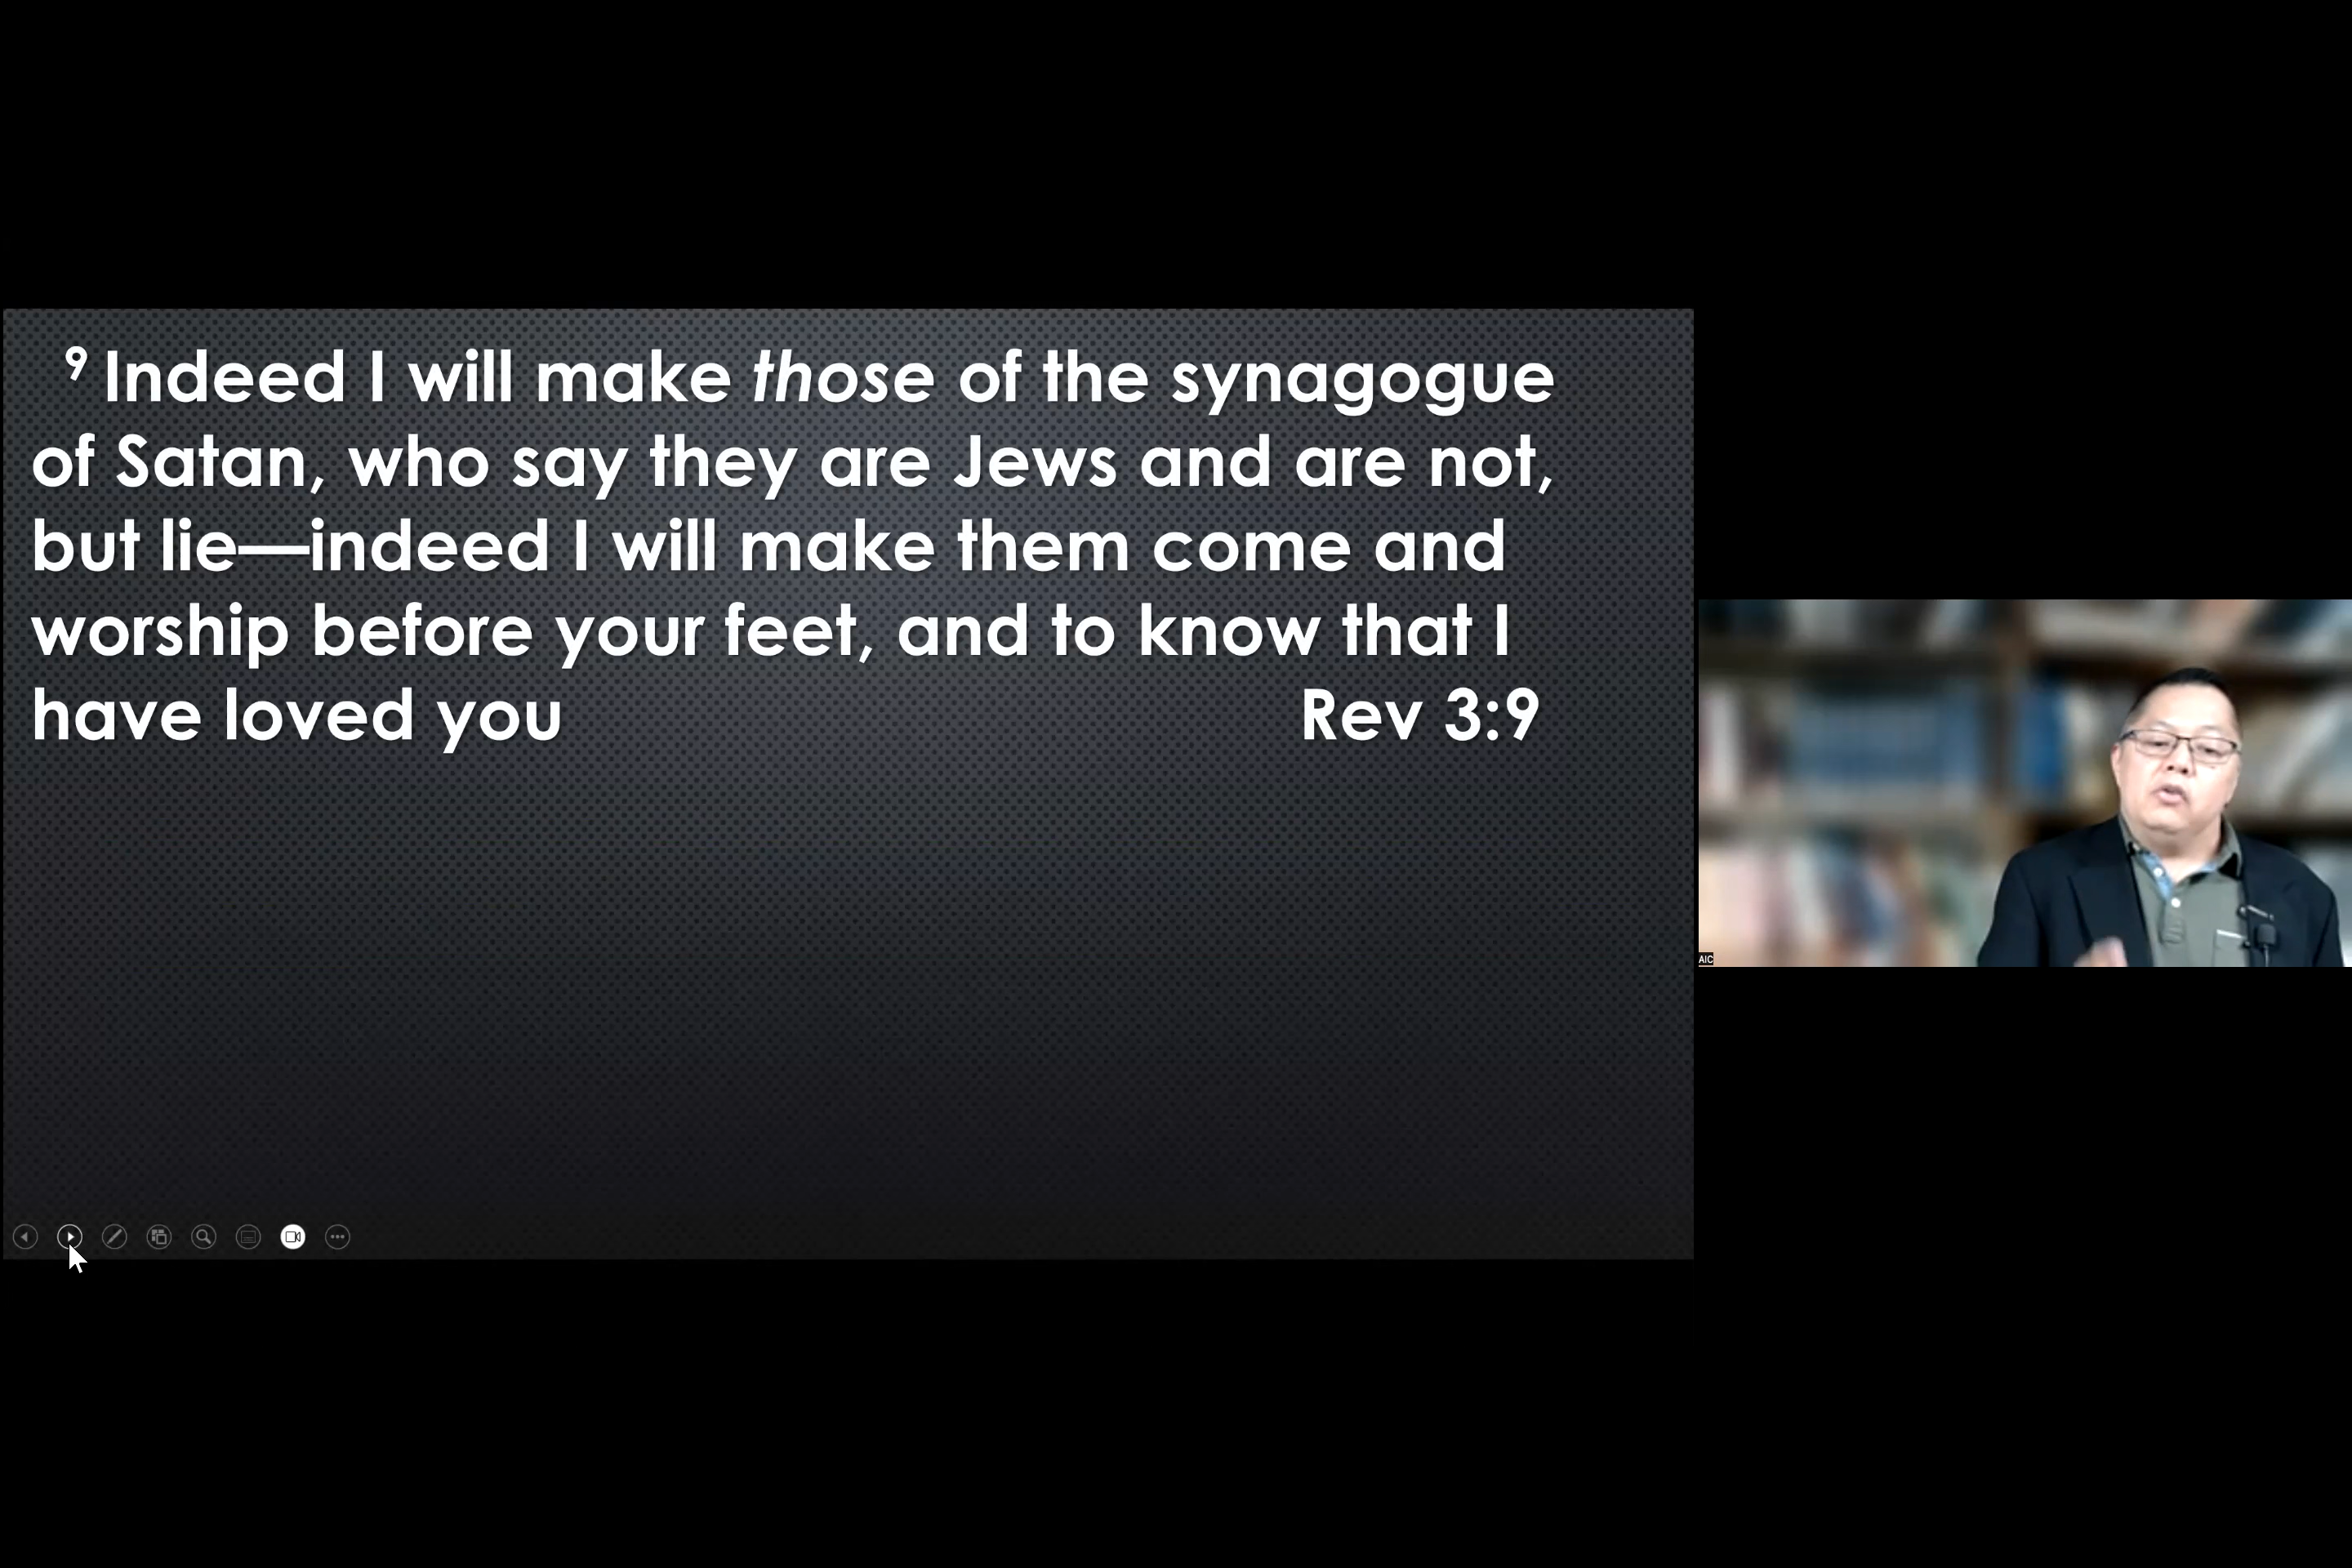 9 Indeed I will make those of the synagogue
of Satan, who say they are Jews and are not,
but lie—indeed I will make them come and
worship before your feet, and to know that I
have loved you Rev 3:9
AIC